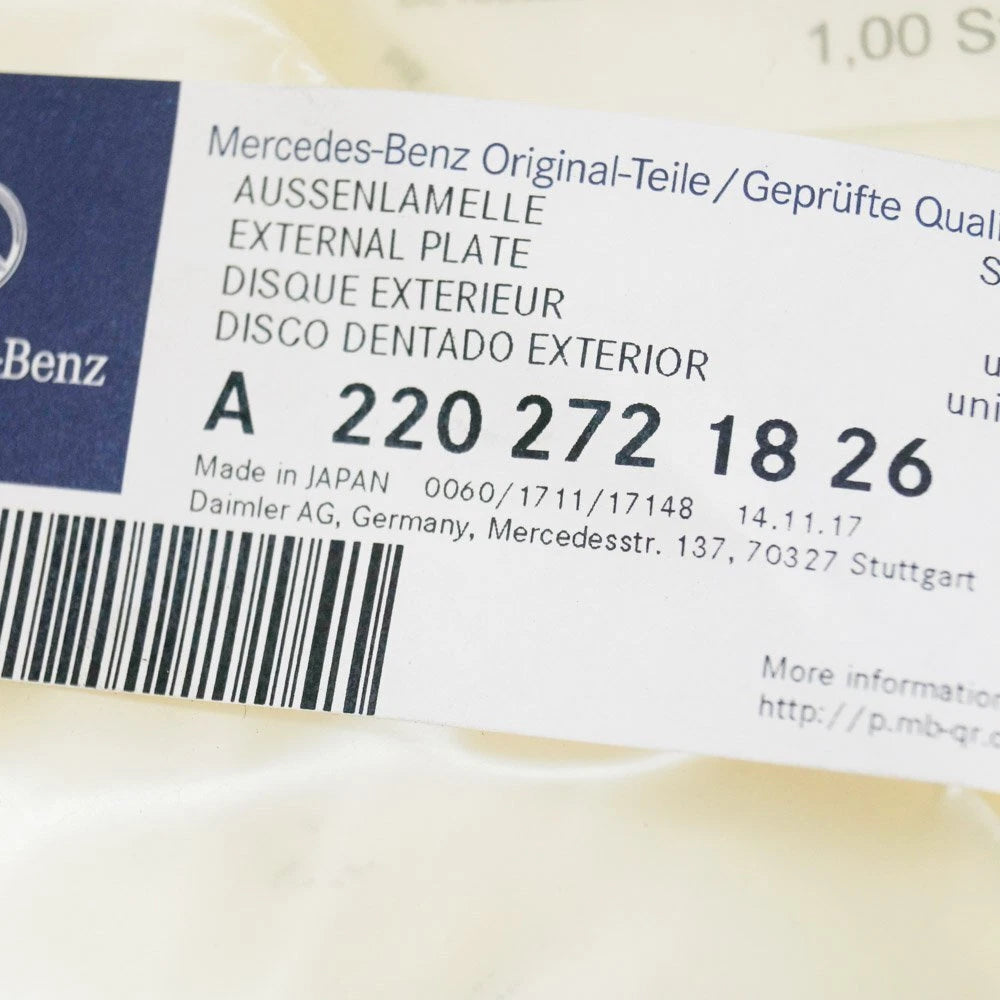 1,00 S
Mercedes-Benz Original-Teile/Geprüfte Quali
AUSSENLAMELLE
EXTERNAL PLATE
S
DISQUE EXTERIEUR
DISCO DENTADO EXTERIOR
u
-Benz
uni
A 220 272 18 26
Made in JAPAN 0060/1711/17148 14.11.17
Daimler AG, Germany, Mercedesstr. 137, 70327 Stuttgart
More information
http://p.mb-qr.c